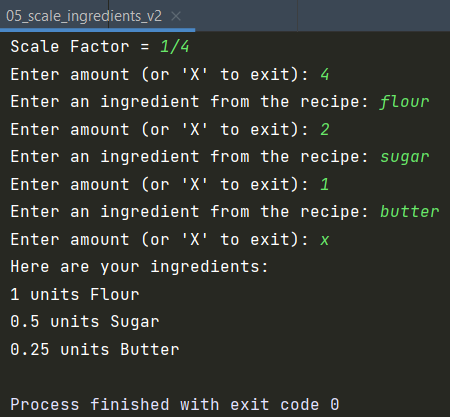 05_scale_ingredients_v2
Scale Factor = 1/4
Enter amount (or 'X' to exit): 4
Enter an ingredient from the recipe: flour
Enter amount (or 'X' to exit): 2
Enter an ingredient from the recipe: sugar
Enter amount (or 'X' to exit): 1
Enter an ingredient from the recipe: butter
Enter amount (or 'X' to exit): x
Here are your ingredients:
1 units Flour
0.5 units Sugar
0.25 units Butter
Process finished with exit code 0